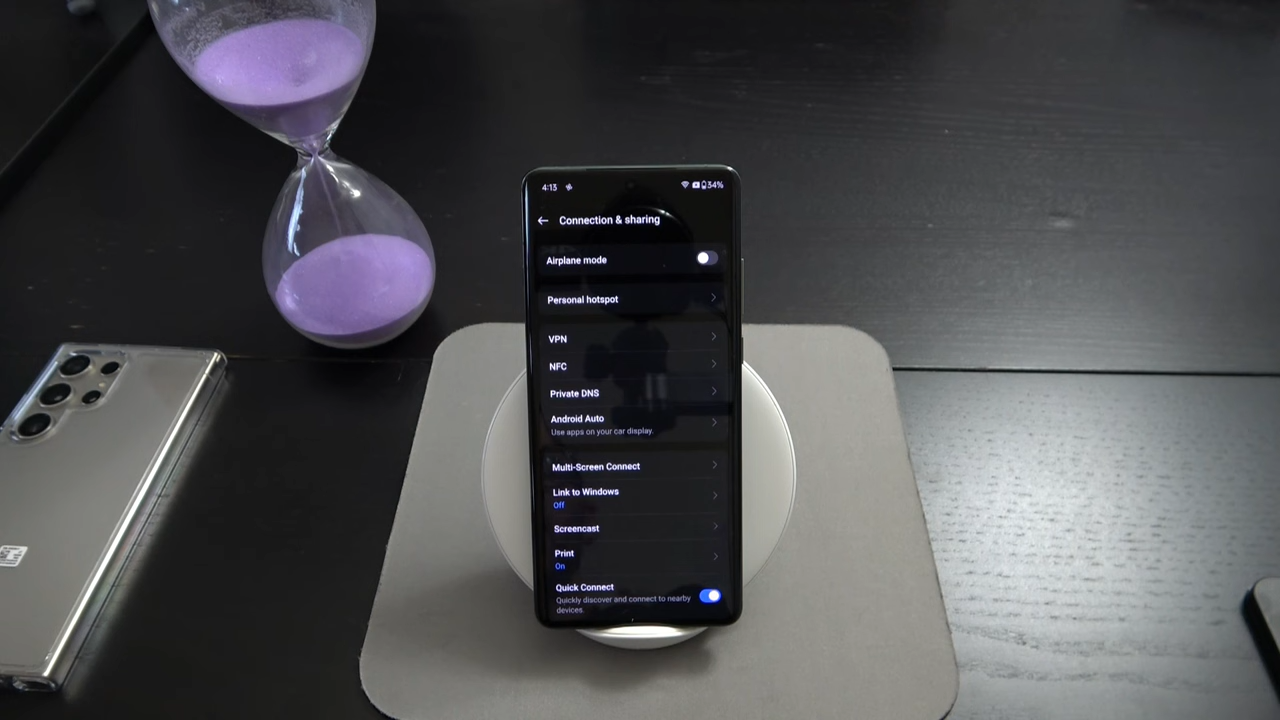 4:13
34%
Connection & sharing
Airplane mode
Personal hotspot
VPN
NFC
Private DNS
Android Auto
Use apps on your car display.
Multi-Screen Connect
Link to Windows
Off
Screencast
Print
On
Quick Connect
Quickly discover and connect to nearby
devices.